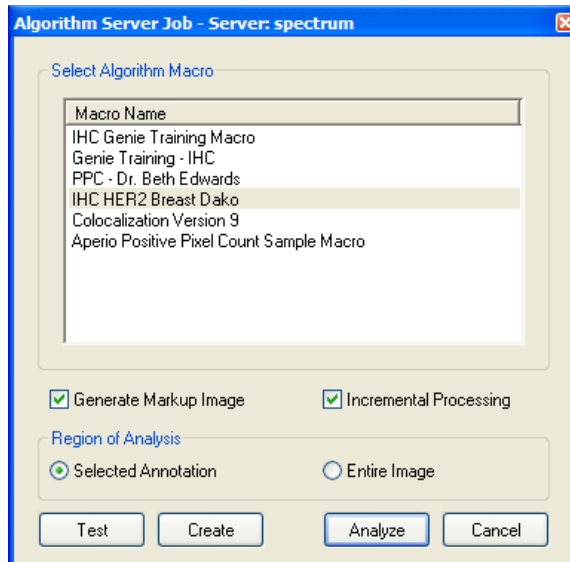 Algorithm Server Job - Server: spectrum
Select Algorithm Macro
Macro Name
IHC Genie Training Macro
Genie Training - IHC
PPC - Dr. Beth Edwards
IHC HER2 Breast Dako
Colocalization Version 9
Aperio Positive Pixel Count Sample Macro
Generate Markup Image Incremental Processing
Region of Analysis
Selected Annotation Entire Image
Test Create Analyze Cancel